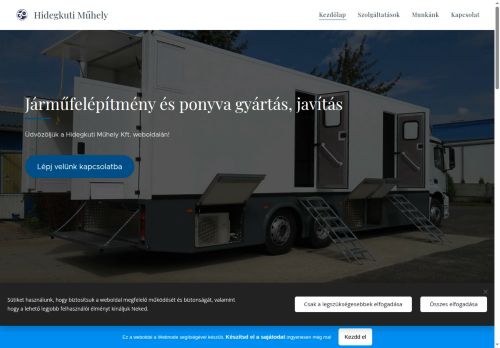 Hidegkuti Műhely
Kezdőlap
Szolgáltatások
Munkánk
Kapcsolat
Járműfelépítmény és ponyva gyártás, javítás
Üdvözöljük a Hidegkuti Műhely Kft. weboldalán!
Lépj velünk kapcsolatba
Sütiket használunk, hogy biztosítsuk a weboldal megfelelő működését és biztonságát, valamint
hogy a lehető legjobb felhasználói élményt kínáljuk Neked.
Csak a legszükségesebbek elfogadása
Összes elfogadása
Ez a weboldal a Webnode segítségével készült. Készítsd el a sajátodat ingyenesen még ma!
Kezdd el